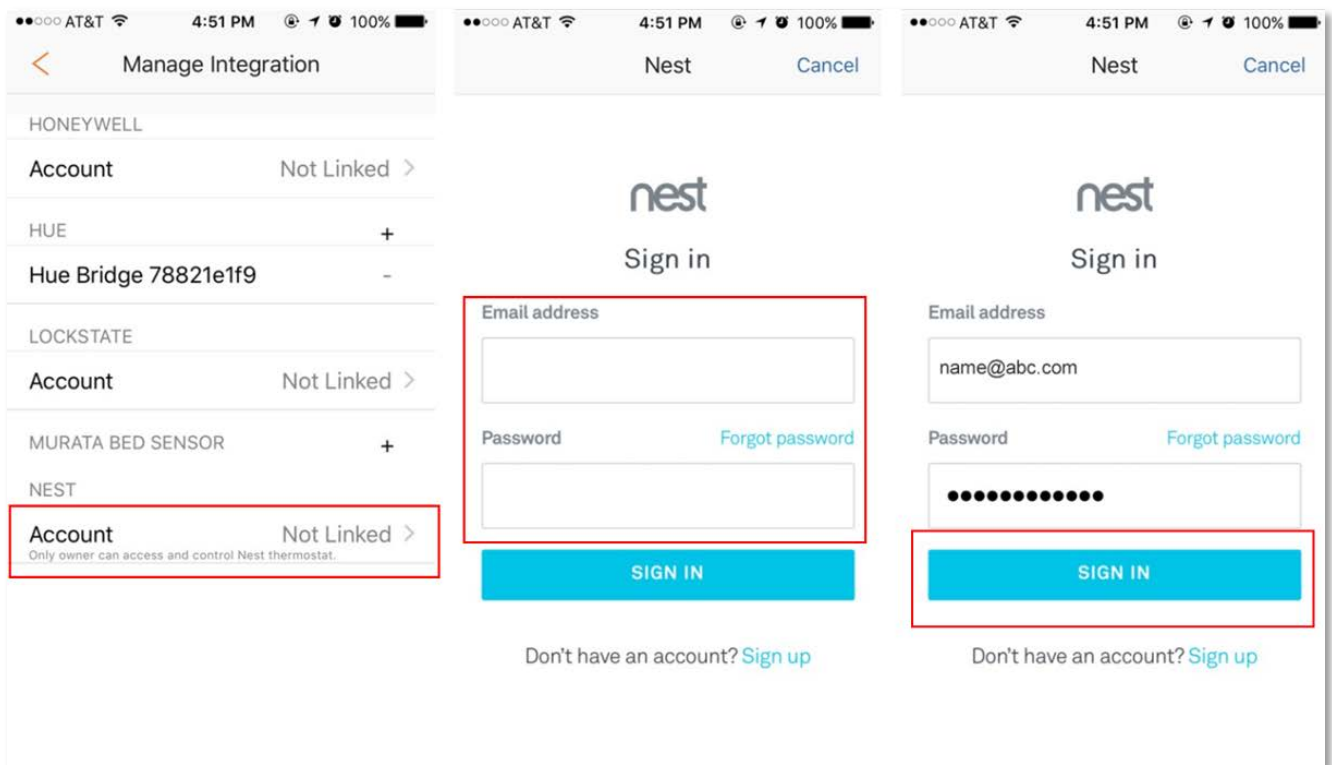 AT&T 4:51 PM 100%
Manage Integration
HONEYWELL
Account Not Linked >
HUE +
Hue Bridge 78821e1f9 -
LOCKSTATE
Account Not Linked >
MURATA BED SENSOR +
NEST
Account Not Linked >
Only owner can access and control Nest thermostat.
AT&T 4:51 PM 100%
Nest Cancel
nest
Sign in
Email address
Password Forgot password
SIGN IN
Don't have an account? Sign up
AT&T 4:51 PM 100%
Nest Cancel
nest
Sign in
Email address
name@abc.com
Password Forgot password
●●●●●●●●●●●●
SIGN IN
Don't have an account? Sign up